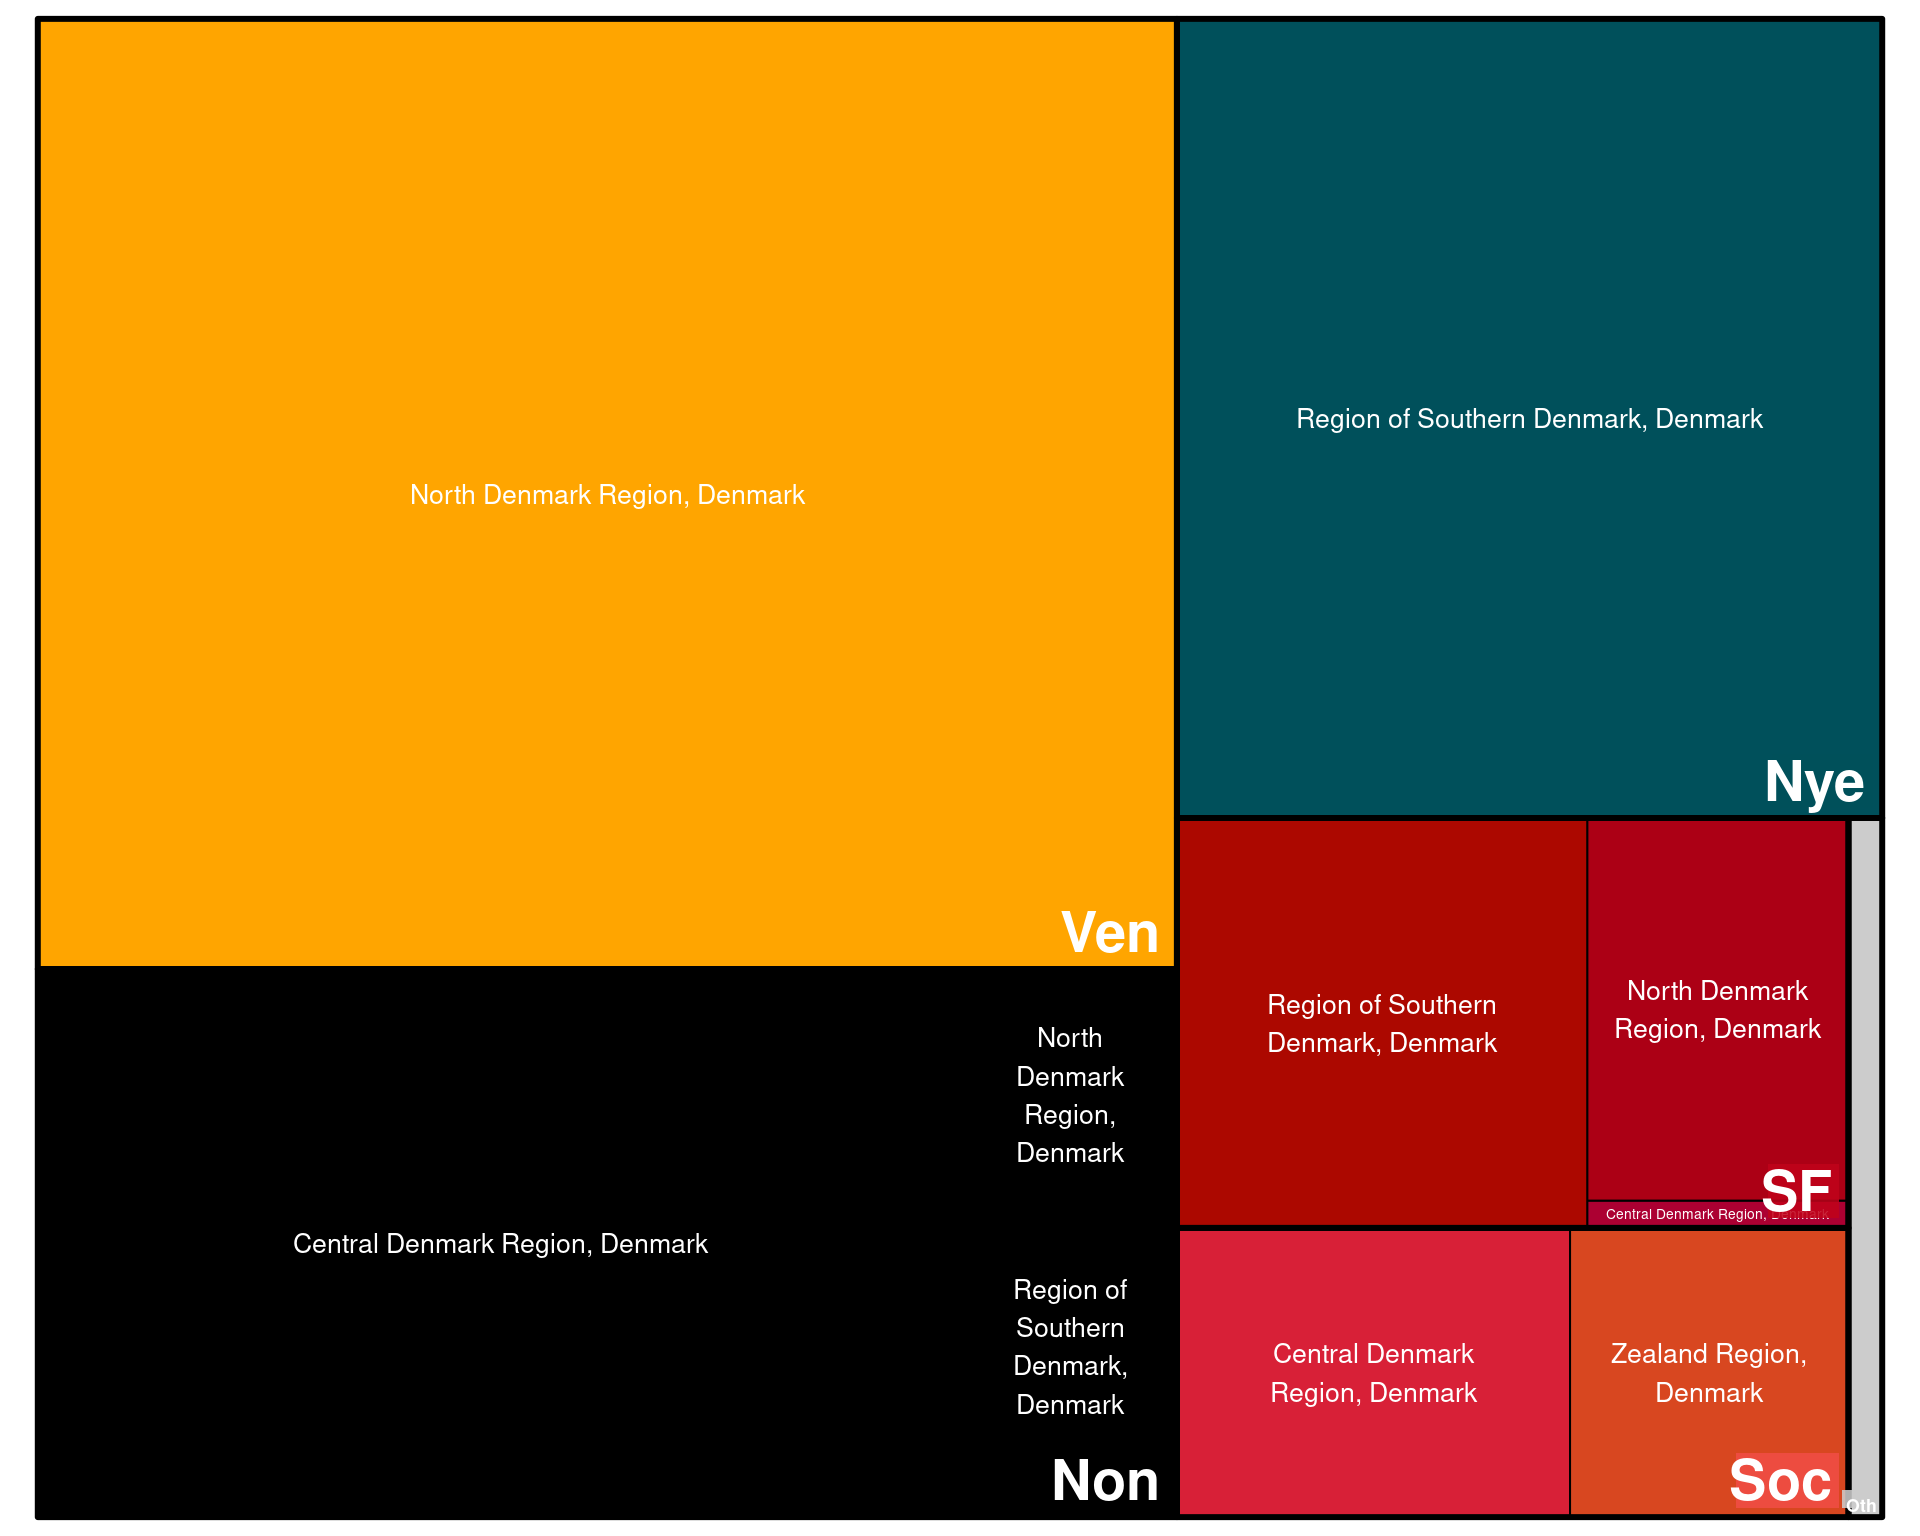 North Denmark Region, Denmark
Ven
Region of Southern Denmark, Denmark
Nye
Central Denmark Region, Denmark
North
Denmark
Region,
Denmark
Region of
Southern
Denmark,
Denmark
Non
Region of Southern
Denmark, Denmark
North Denmark
Region, Denmark
Central Denmark Region, Denmark
SF
Central Denmark
Region, Denmark
Zealand Region,
Denmark
Soc
Oth